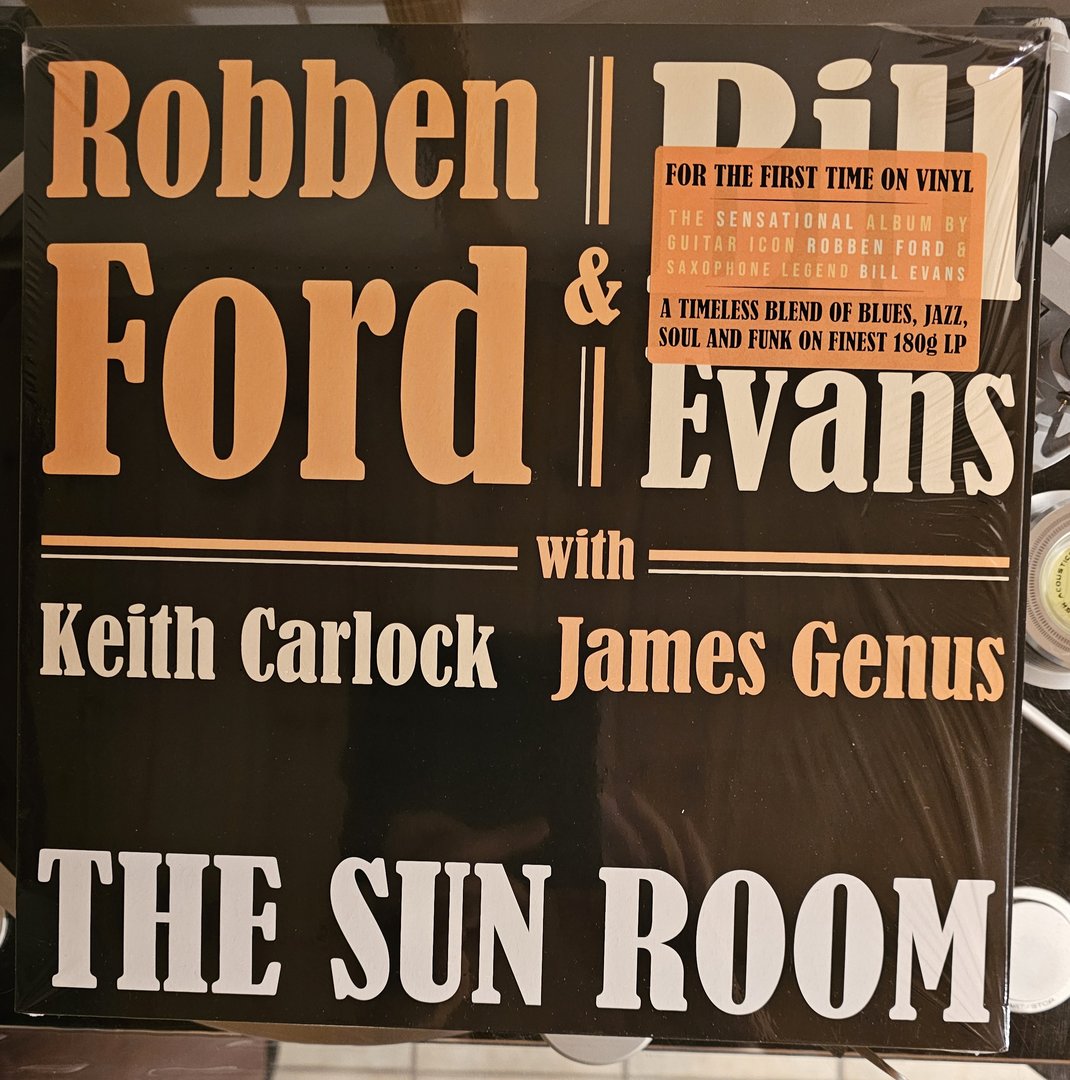 Robben
Ford
&
Bill
Evans
FOR THE FIRST TIME ON VINYL
THE SENSATIONAL ALBUM BY
GUITAR ICON ROBBEN FORD &
SAXOPHONE LEGEND BILL EVANS
A TIMELESS BLEND OF BLUES, JAZZ,
SOUL AND FUNK ON FINEST 180g LP
with
Keith Carlock James Genus
THE SUN ROOM